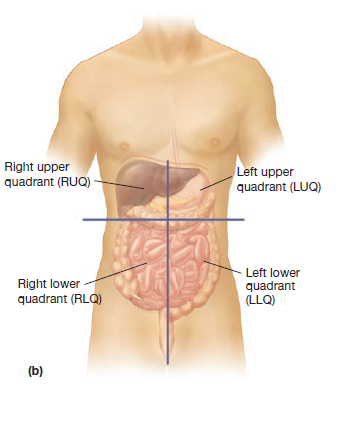 Right upper
quadrant (RUQ)
Left upper
quadrant (LUQ)
Right lower
quadrant (RLQ)
Left lower
quadrant
(LLQ)
(b)